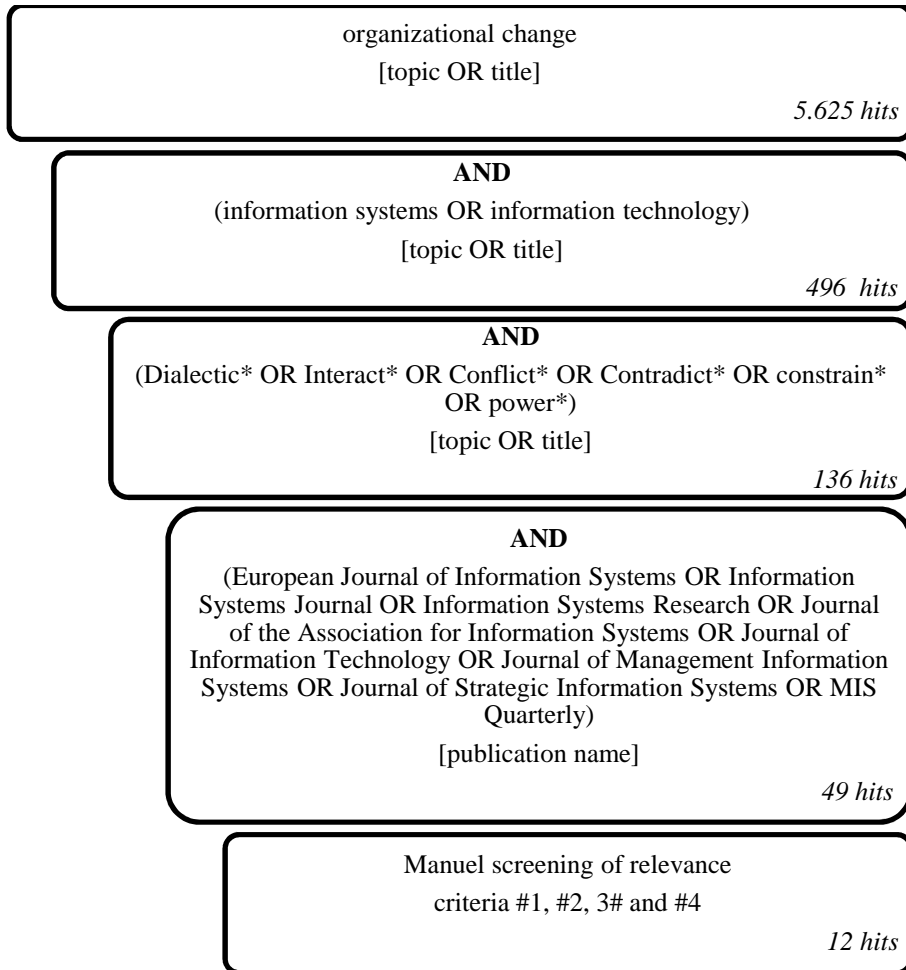 organizational change
[topic OR title]
5.625 hits
AND
(information systems OR information technology)
[topic OR title]
496 hits
AND
(Dialectic* OR Interact* OR Conflict* OR Contradict* OR constrain*
OR power*)
[topic OR title]
136 hits
AND
(European Journal of Information Systems OR Information
Systems Journal OR Information Systems Research OR Journal
of the Association for Information Systems OR Journal of
Information Technology OR Journal of Management Information
Systems OR Journal of Strategic Information Systems OR MIS
Quarterly)
[publication name]
49 hits
Manuel screening of relevance
criteria #1, #2, 3# and #4
12 hits